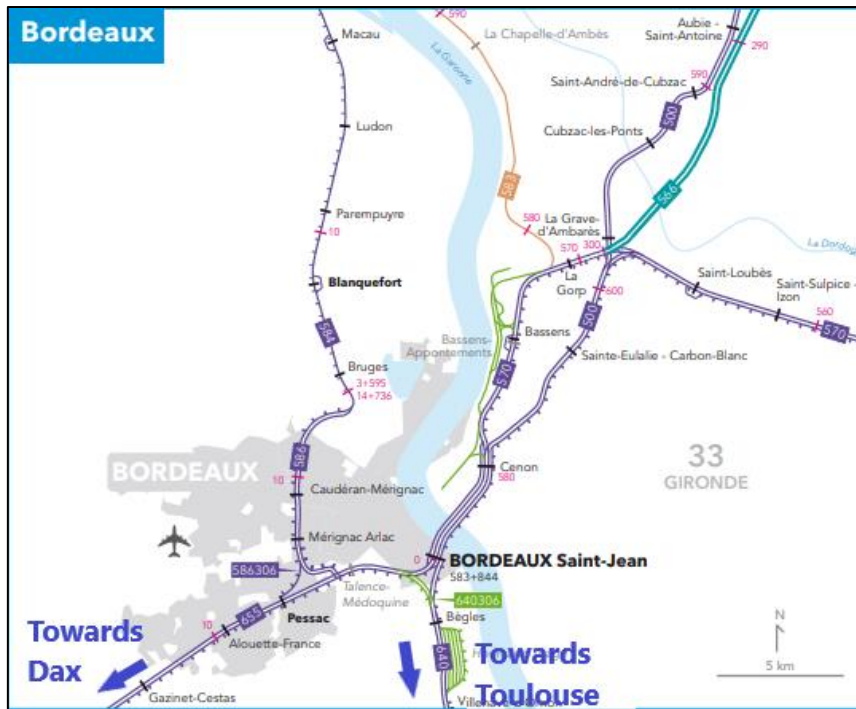 Bordeaux
590
Macau
La Chapelle-d'Ambès
Aubie -
Saint-Antoine
290
La Garonne
590
Saint-André-de-Cubzac
500
Ludon
Cubzac-les-Ponts
583
566
Parempuyre
580
La Grave-
d'Ambarès
10
570
300
La Dordog
La
Gorp
Saint-Loubès
Blanquefort
600
Saint-Sulpice -
Izon
560
584
500
570
Bassens-
Appontements
Bassens
Sainte-Eulalie - Carbon-Blanc
Bruges
570
3+595
14+736
BORDEAUX
586
33
GIRONDE
Cenon
10
580
Caudéran-Mérignac
Mérignac Arlac
0
BORDEAUX Saint-Jean
583+844
586306
Talence-
Médoquine
640306
N
Pessac
Bègles
10
655
Towards
Dax
Alouette-France
640
Towards
Toulouse
5 km
Gazinet-Cestas